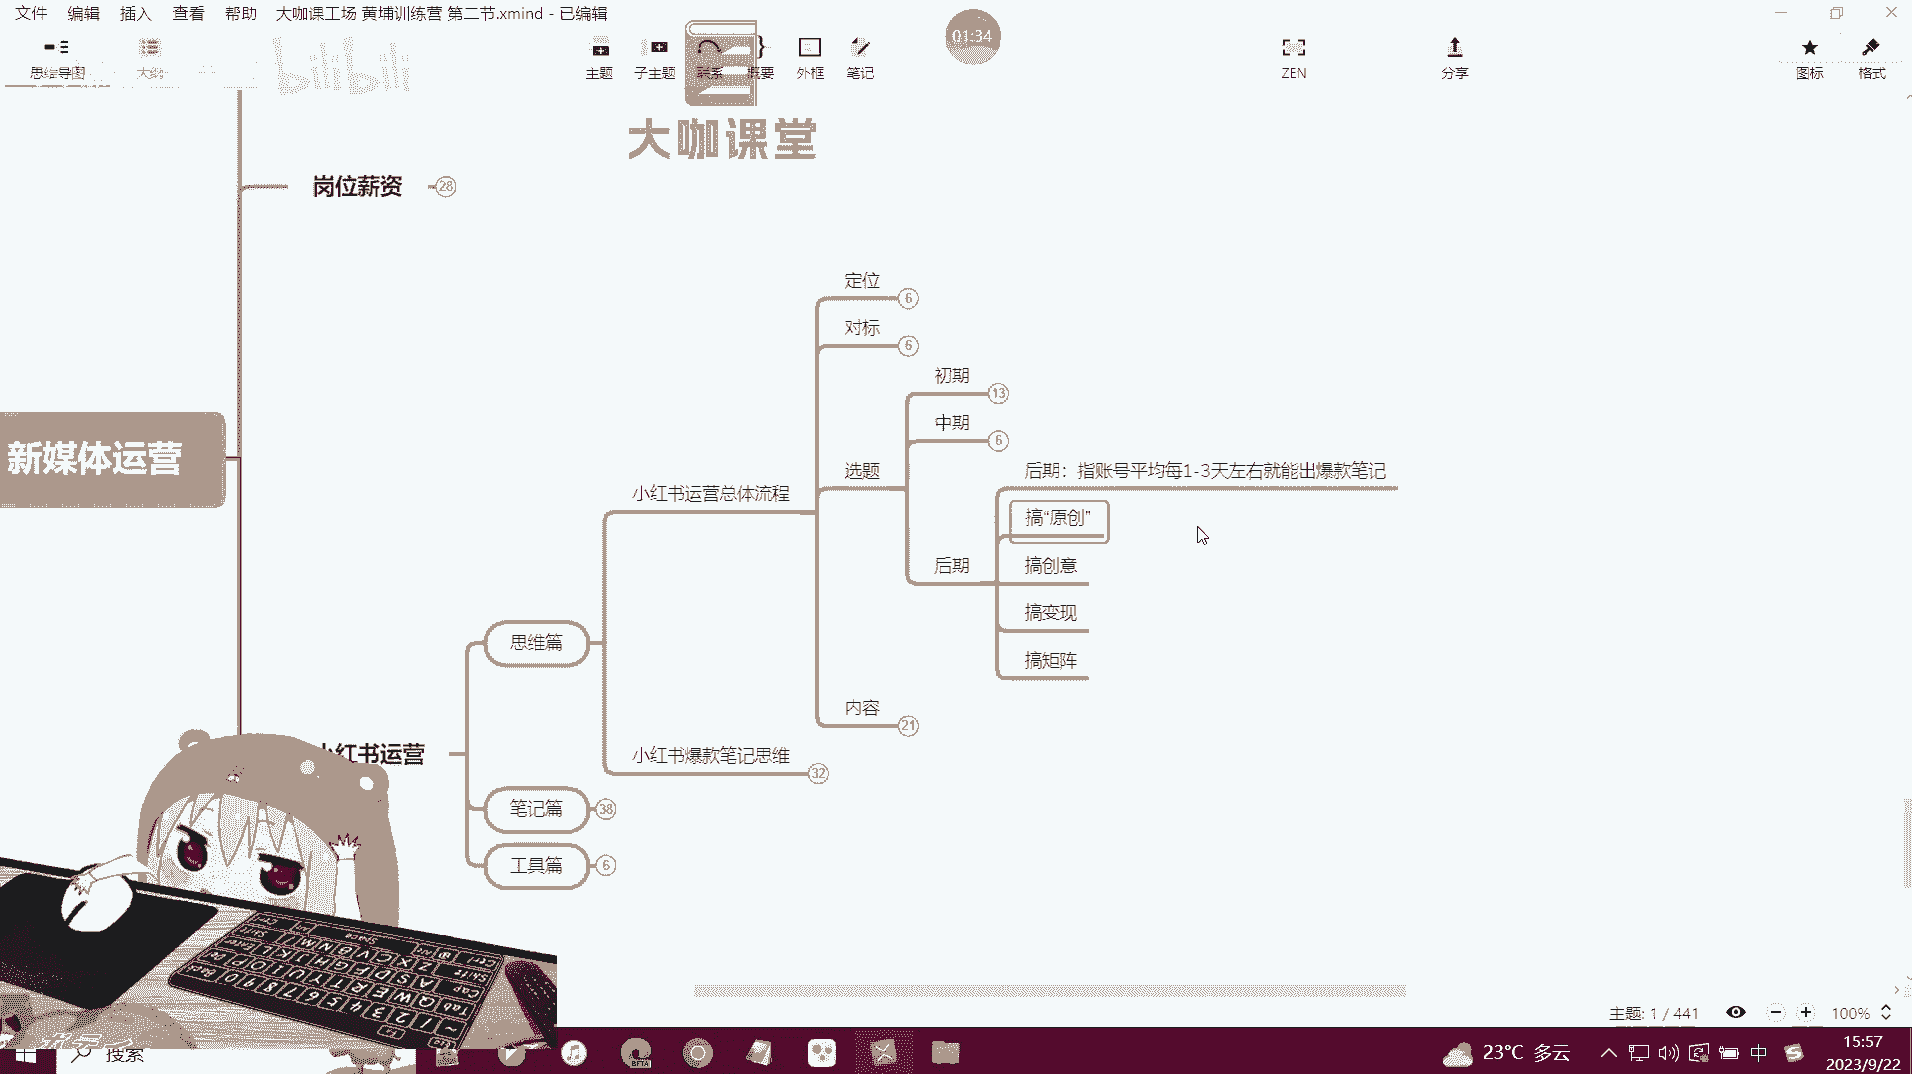 文件 编辑 插入 查看 帮助 大咖课工场 黄埔训练营 第二节.xmind - 已编辑
思维导图 大纲 主题 子主题 联系 概要 外框 笔记 ZEN 分享 图标 格式
bilibili
01:34
大咖课堂
岗位薪资 28
定位 6
对标 6
初期 13
中期 6
新媒体运营
选题
后期：指账号平均每1-3天左右就能出爆款笔记
小红书运营总体流程
搞“原创”
后期
搞创意
搞变现
思维篇
搞矩阵
内容 21
小红书运营
小红书爆款笔记思维 32
笔记篇 38
工具篇 6
主题: 1 / 441 100%
搜索
BETA
23°C 多云
中
15:57
2023/9/22